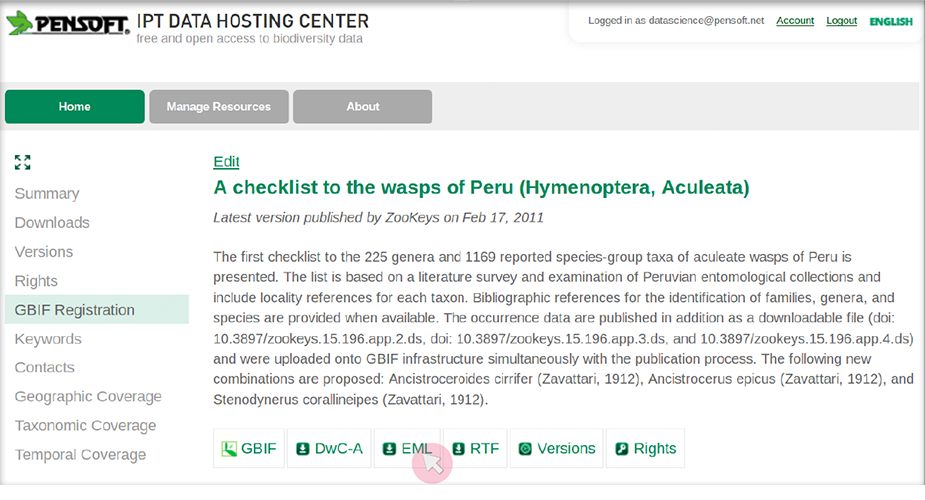 PENSOFT. IPT DATA HOSTING CENTER
free and open access to biodiversity data
Logged in as datascience@pensoft.net Account Logout ENGLISH
Home Manage Resources About
Summary
Downloads
Versions
Rights
GBIF Registration
Keywords
Contacts
Geographic Coverage
Taxonomic Coverage
Temporal Coverage
Edit
A checklist to the wasps of Peru (Hymenoptera, Aculeata)
Latest version published by ZooKeys on Feb 17, 2011
The first checklist to the 225 genera and 1169 reported species-group taxa of aculeate wasps of Peru is
presented. The list is based on a literature survey and examination of Peruvian entomological collections and
include locality references for each taxon. Bibliographic references for the identification of families, genera, and
species are provided when available. The occurrence data are published in addition as a downloadable file (doi:
10.3897/zookeys.15.196.app.2.ds, doi: 10.3897/zookeys.15.196.app.3.ds, and 10.3897/zookeys.15.196.app.4.ds)
and were uploaded onto GBIF infrastructure simultaneously with the publication process. The following new
combinations are proposed: Ancistroceroides cirrifer (Zavattari, 1912), Ancistrocerus epicus (Zavattari, 1912), and
Stenodynerus corallineipes (Zavattari, 1912).
GBIF DwC-A EML RTF Versions Rights